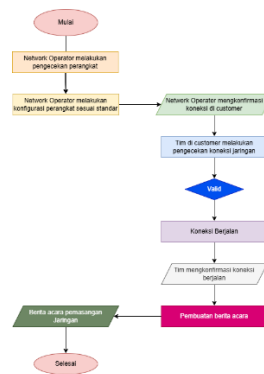 Mulai
Network Operator melakukan
pengecekan perangkat
Network Operator melakukan
konfigurasi perangkat sesuai standar
Network Operator mengkonfirmasi
koneksi di customer
Tim di customer melakukan
pengecekan koneksi jaringan
Valid
Koneksi Berjalan
Tim mengkonfirmasi koneksi
berjalan
Pembuatan berita acara
Berita acara pemasangan
Jaringan
Selesai